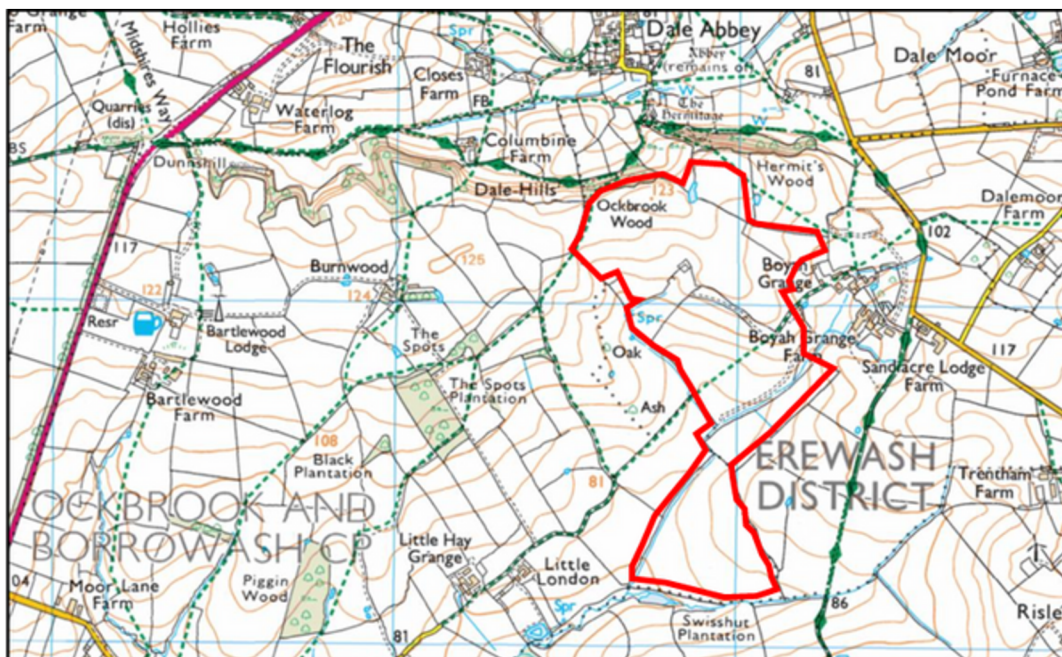 Grange
Farm
Hollies
Farm
120
The
Flourish
Spr
Dale Abbey
Abbey
(remains of)
81
Dale Moor
Furnace
Pond Farm
Midshires Way
Closes
Farm
FB
Quarries
(dis)
Waterlog
Farm
W
The
Hermitage
W
BS
Columbine
Farm
Dunnshill
Dale Hills
123
Hermit's
Wood
Ockbrook
Wood
Dalemoor
Farm
102
117
125
Burnwood
124
122
Boyah
Grange
Resr
Bartlewood
Lodge
The
Spots
Spr
Oak
Boyah Grange
Farm
117
Sandiacre Lodge
Farm
Bartlewood
Farm
The Spots
Plantation
Ash
108
Black
Plantation
81
EREWASH
DISTRICT
Trentham
Farm
OCKBROOK AND
BORROWASH CP
Little Hay
Grange
Little
London
04
Moor Lane
Farm
Piggin
Wood
Spr
81
Swisshut
Plantation
86
Risle